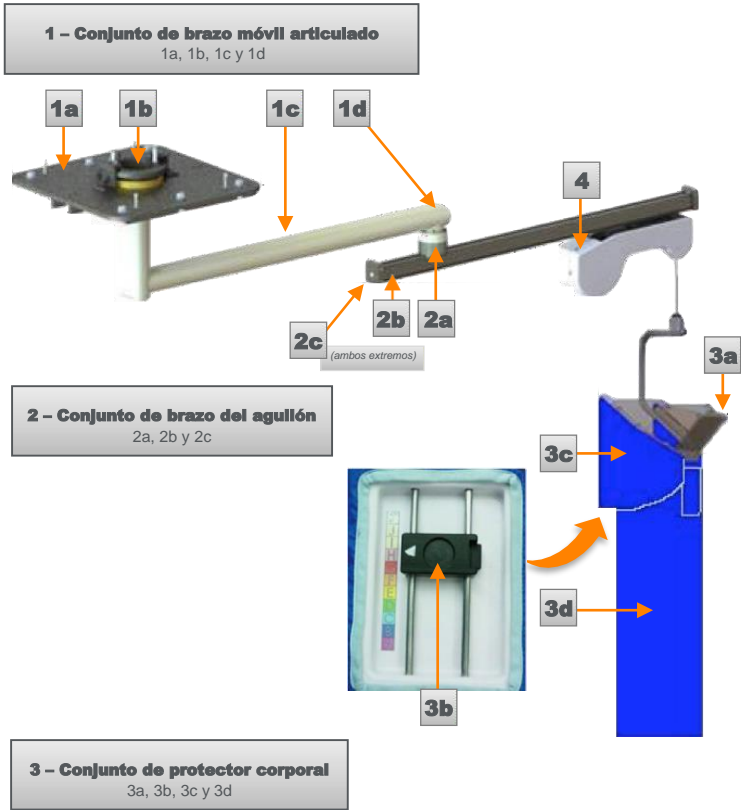 1 – Conjunto de brazo móvil articulado
1a, 1b, 1c y 1d
1a
1b
1c
1d
4
2c
2b
2a
(ambos extremos)
3a
2 – Conjunto de brazo del aguilón
2a, 2b y 2c
3c
3d
3b
3 – Conjunto de protector corporal
3a, 3b, 3c y 3d